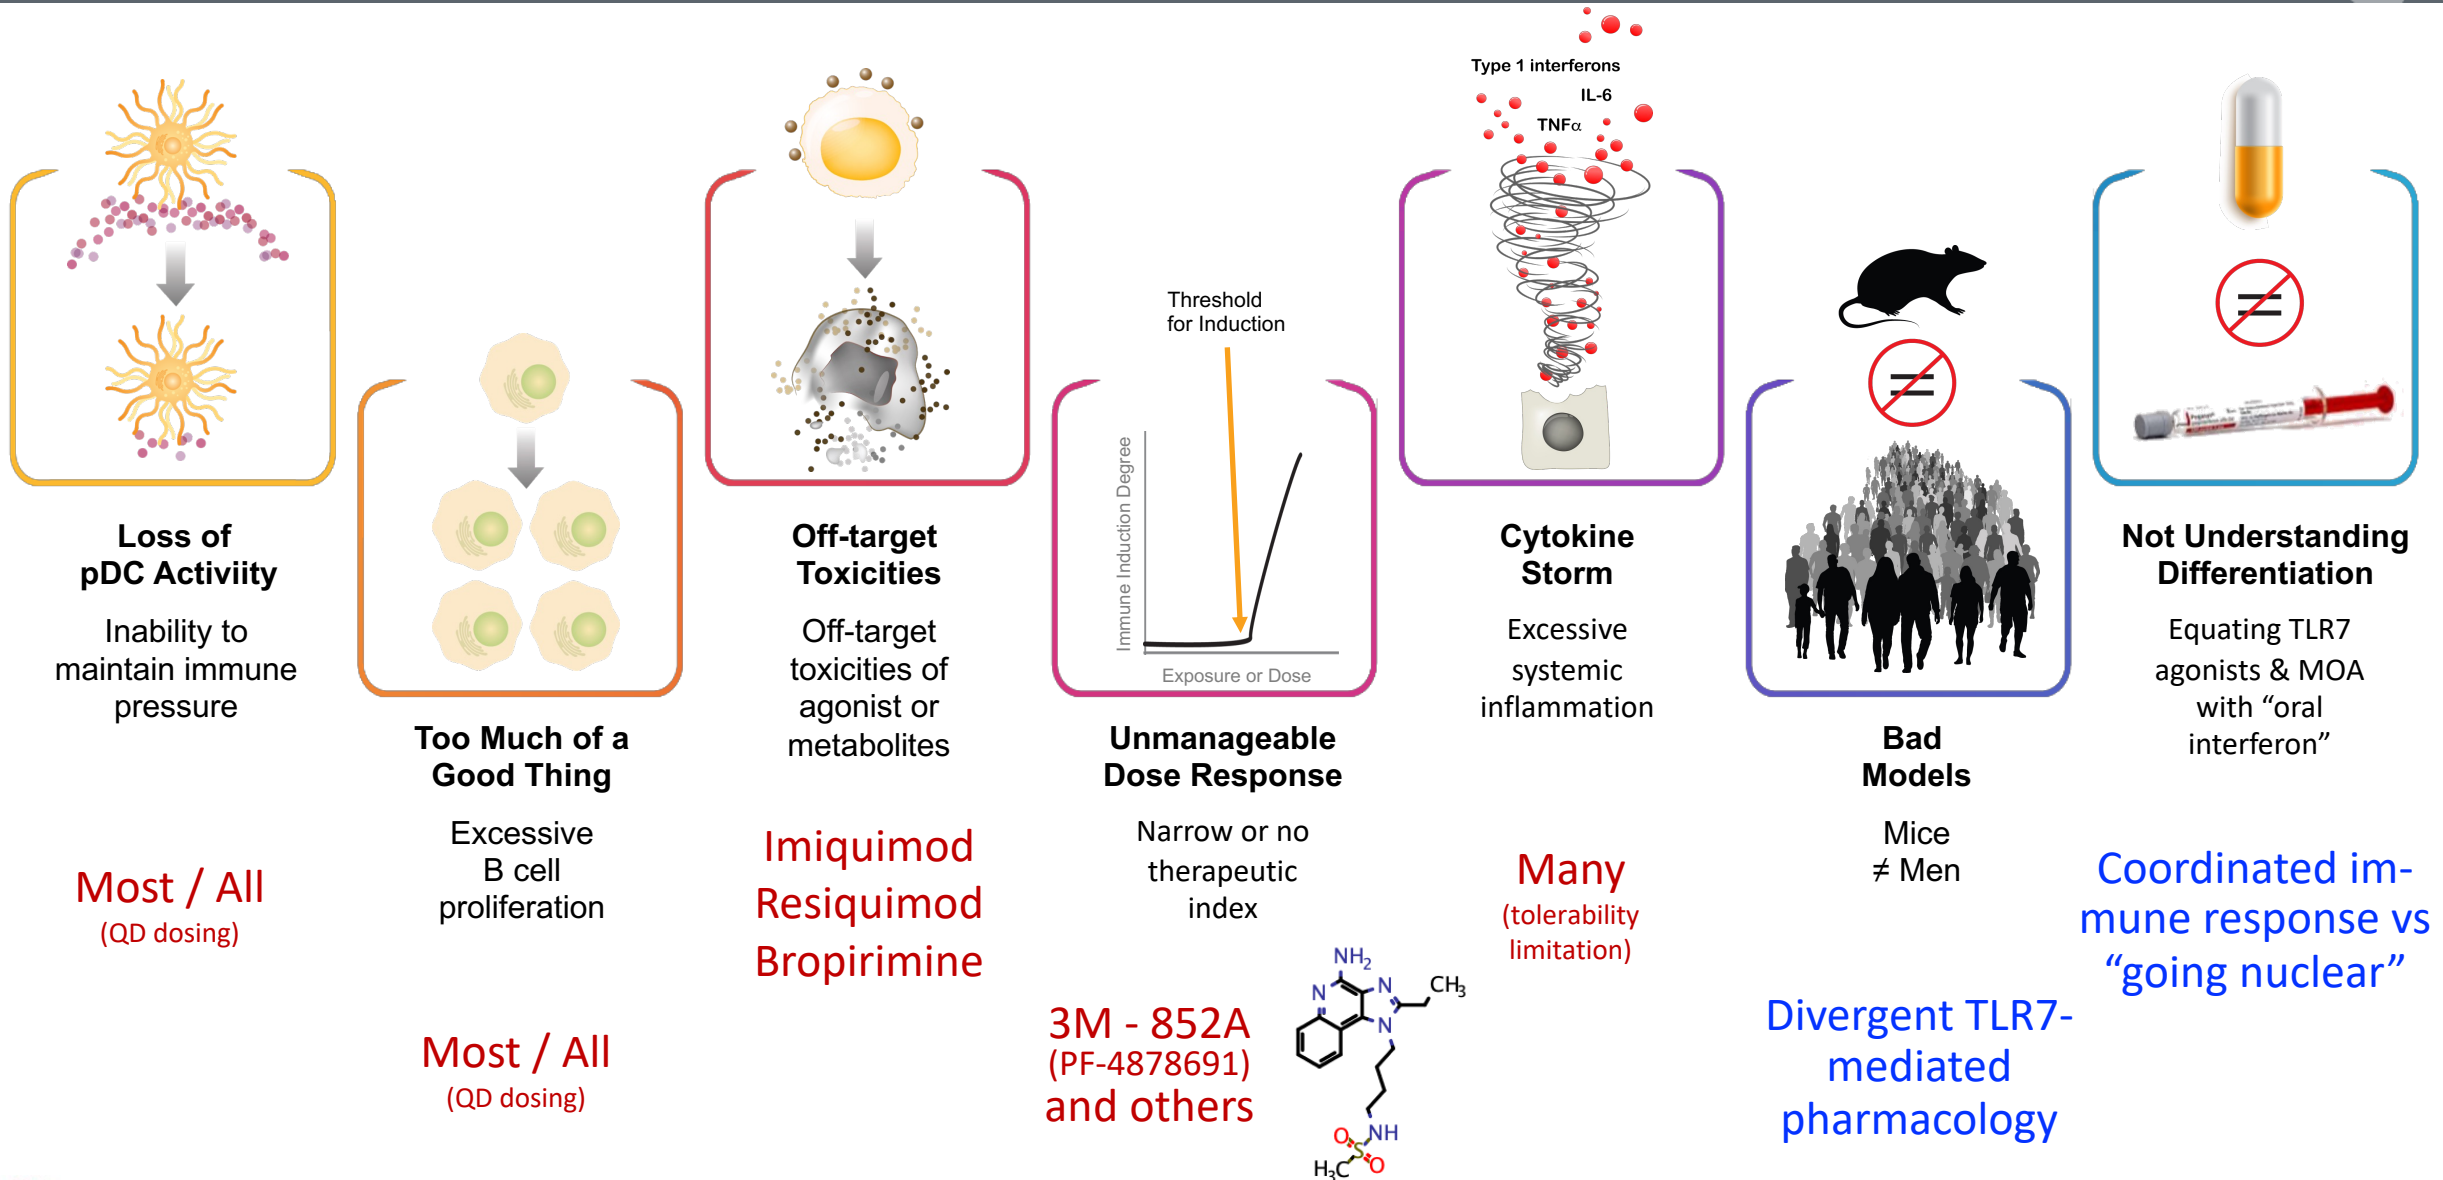 Loss of
pDC Activiity
Inability to
maintain immune
pressure
Most / All
(QD dosing)
Too Much of a
Good Thing
Excessive
B cell
proliferation
Most / All
(QD dosing)
Off-target
Toxicities
Off-target
toxicities of
agonist or
metabolites
Imiquimod
Resiquimod
Bropirimine
Threshold
for Induction
Immune Induction Degree
Exposure or Dose
Unmanageable
Dose Response
Narrow or no
therapeutic
index
3M - 852A
(PF-4878691)
and others
NH2
N
N
CH3
N
NH
O
S
O
H3C
Type 1 interferons
IL-6
TNFα
Cytokine
Storm
Excessive
systemic
inflammation
Many
(tolerability
limitation)
=
Bad
Models
Mice
≠ Men
Divergent TLR7-
mediated
pharmacology
=
Not Understanding
Differentiation
Equating TLR7
agonists & MOA
with “oral
interferon”
Coordinated im-
mune response vs
“going nuclear”